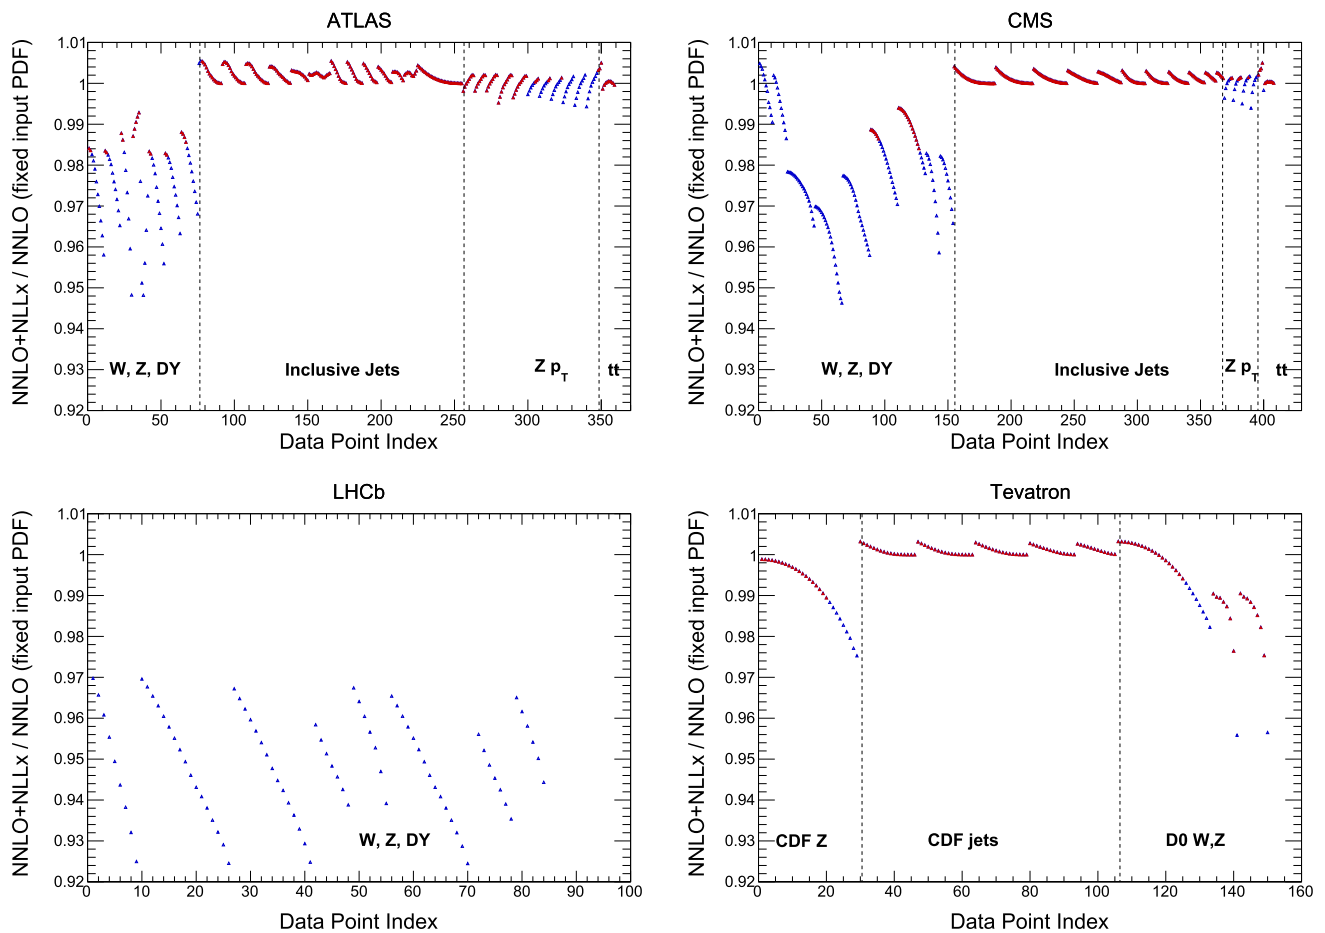 ATLAS
NNLO+NLLx / NNLO (fixed input PDF)
1.01
1
0.99
0.98
0.97
0.96
0.95
0.94
0.93
0.92
W, Z, DY
Inclusive Jets
Z p_T
tt
0 50 100 150 200 250 300 350
Data Point Index
CMS
NNLO+NLLx / NNLO (fixed input PDF)
1.01
1
0.99
0.98
0.97
0.96
0.95
0.94
0.93
0.92
W, Z, DY
Inclusive Jets
Z p_T
tt
0 50 100 150 200 250 300 350 400
Data Point Index
LHCb
NNLO+NLLx / NNLO (fixed input PDF)
1.01
1
0.99
0.98
0.97
0.96
0.95
0.94
0.93
0.92
W, Z, DY
0 10 20 30 40 50 60 70 80 90 100
Data Point Index
Tevatron
NNLO+NLLx / NNLO (fixed input PDF)
1.01
1
0.99
0.98
0.97
0.96
0.95
0.94
0.93
0.92
CDF Z
CDF jets
D0 W,Z
0 20 40 60 80 100 120 140 160
Data Point Index